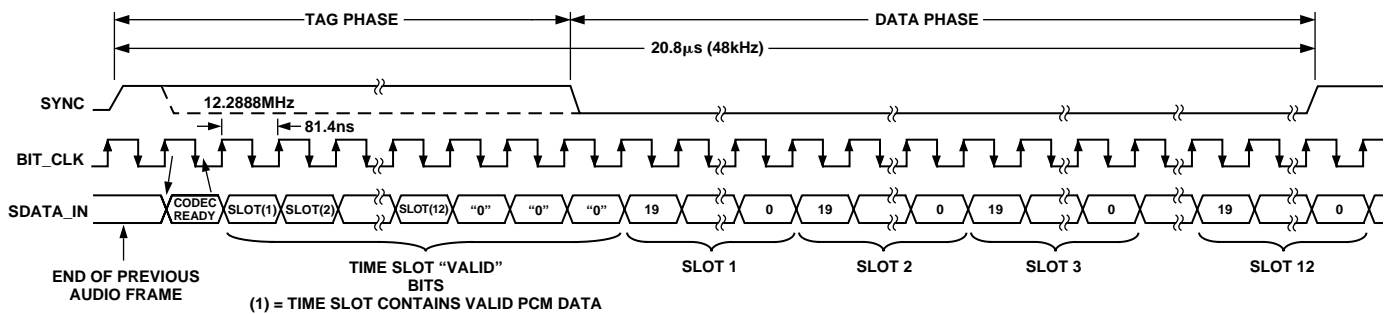 TAG PHASE
DATA PHASE
20.8µs (48kHz)
SYNC
12.2888MHz
81.4ns
BIT_CLK
SDATA_IN
CODEC
READY
SLOT(1)
SLOT(2)
SLOT(12)
“0”
“0”
“0”
19
0
19
0
19
0
19
0
END OF PREVIOUS
AUDIO FRAME
TIME SLOT “VALID”
BITS
(1) = TIME SLOT CONTAINS VALID PCM DATA
SLOT 1
SLOT 2
SLOT 3
SLOT 12